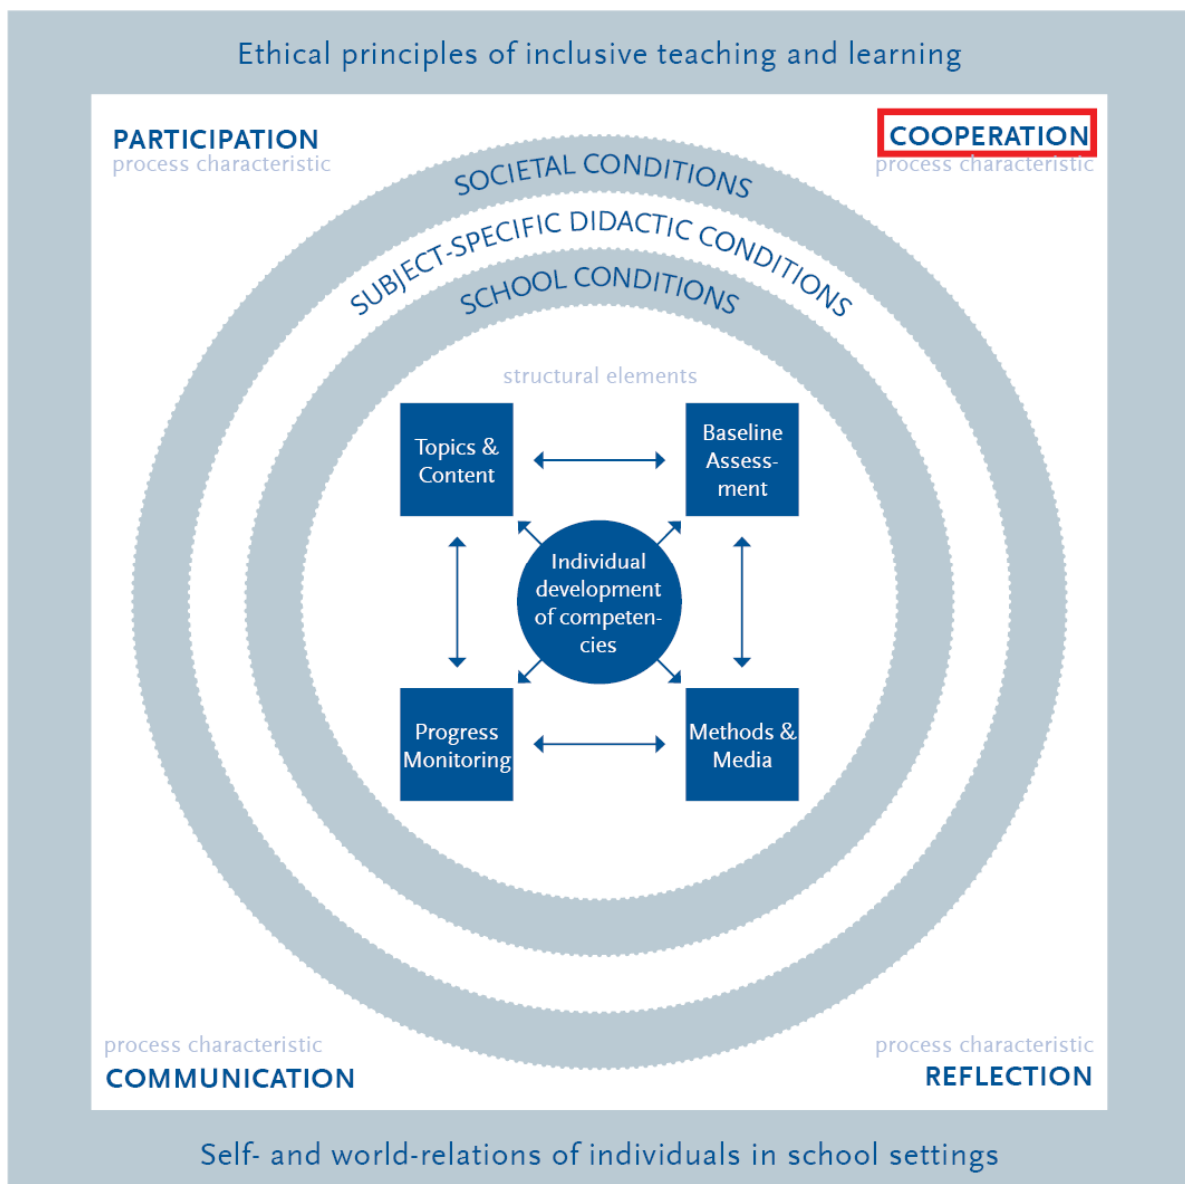 Ethical principles of inclusive teaching and learning
PARTICIPATION
process characteristic
COOPERATION
process characteristic
SOCIETAL CONDITIONS
SUBJECT-SPECIFIC DIDACTIC CONDITIONS
SCHOOL CONDITIONS
structural elements
Topics &
Content
Baseline
Assess-
ment
Individual
development
of competen-
cies
Progress
Monitoring
Methods &
Media
process characteristic
COMMUNICATION
process characteristic
REFLECTION
Self- and world-relations of individuals in school settings